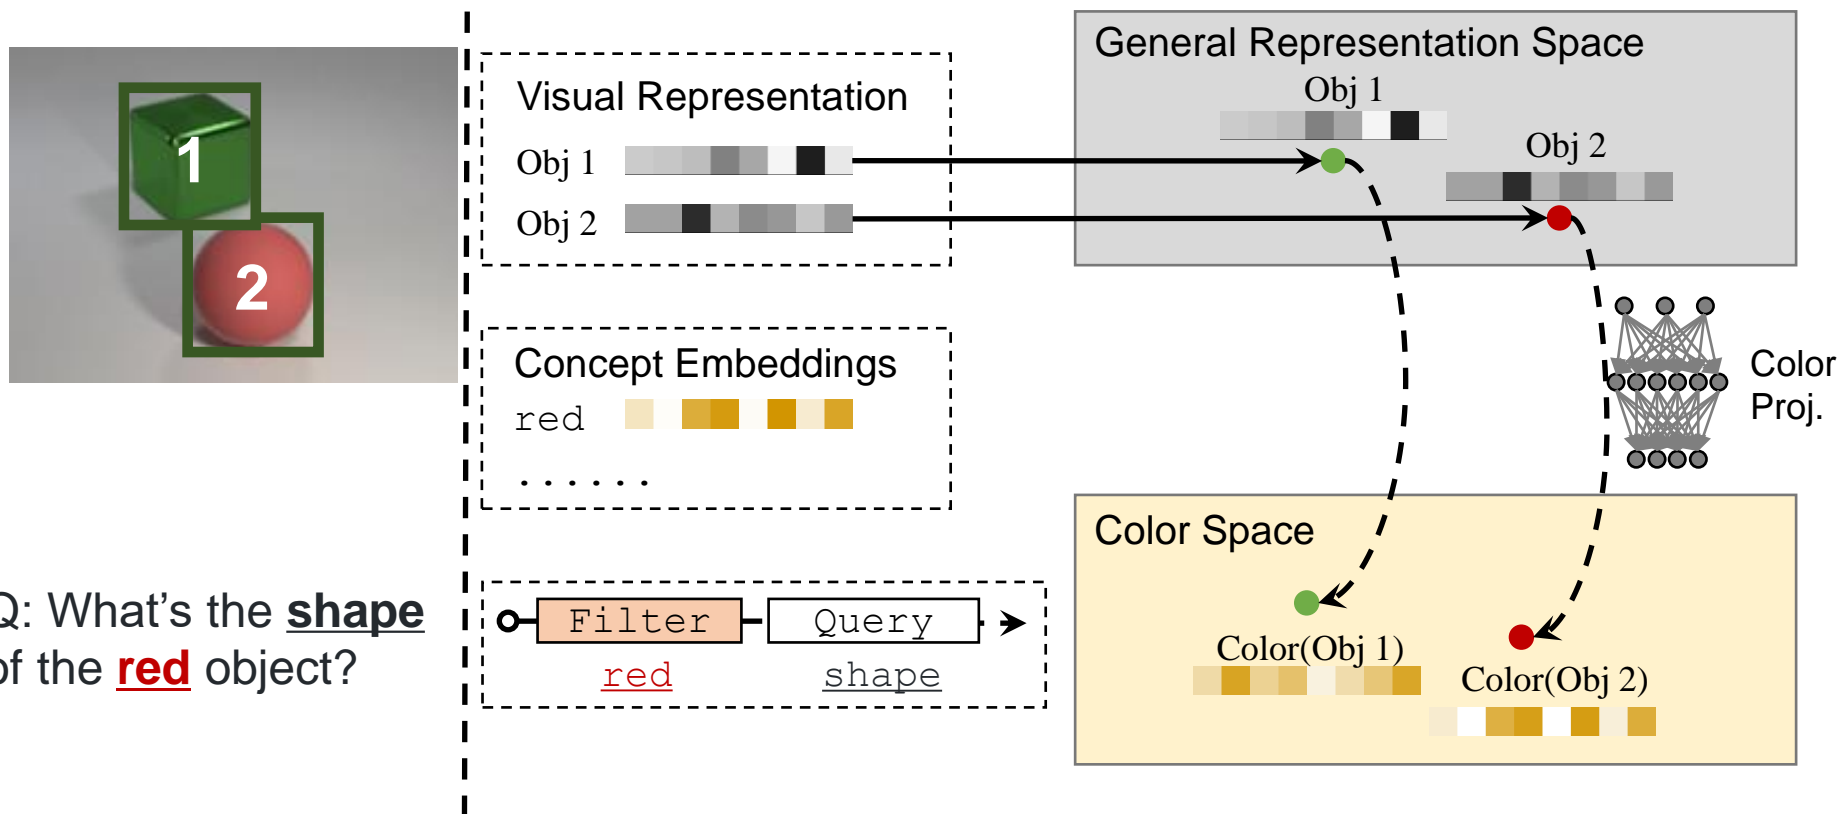 1
2
Q: What's the shape
of the red object?
Visual Representation
Obj 1
Obj 2
Concept Embeddings
red
......
Filter
Query
red
shape
General Representation Space
Obj 1
Obj 2
Color
Proj.
Color Space
Color(Obj 1)
Color(Obj 2)